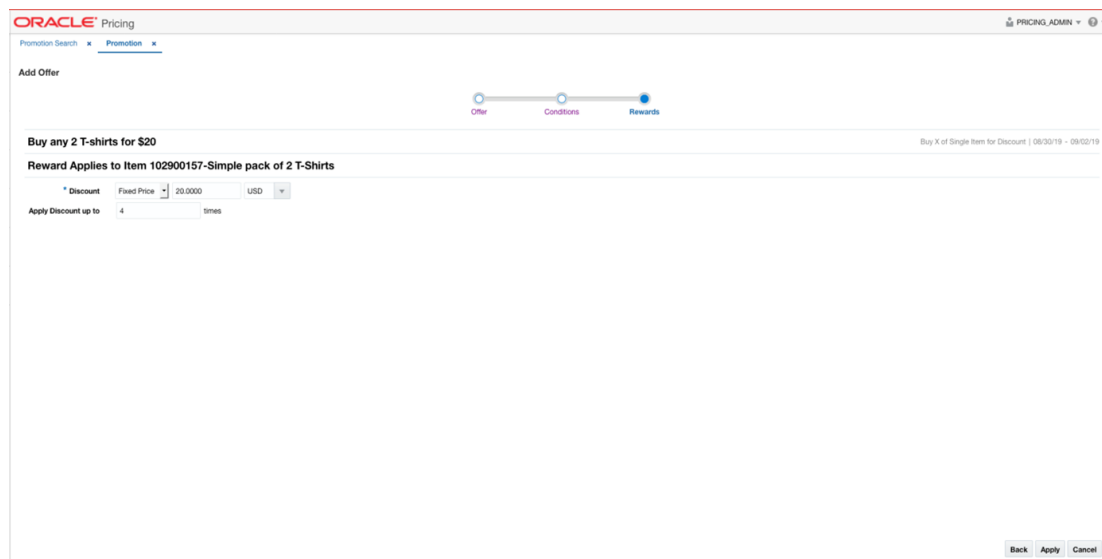 ORACLE® Pricing PRICING_ADMIN
Promotion Search Promotion
Add Offer
Offer Conditions Rewards
Buy any 2 T-shirts for $20 Buy X of Single Item for Discount | 08/30/19 - 09/02/19
Reward Applies to Item 102900157-Simple pack of 2 T-Shirts
* Discount Fixed Price 20.0000 USD
Apply Discount up to 4 times
Back Apply Cancel